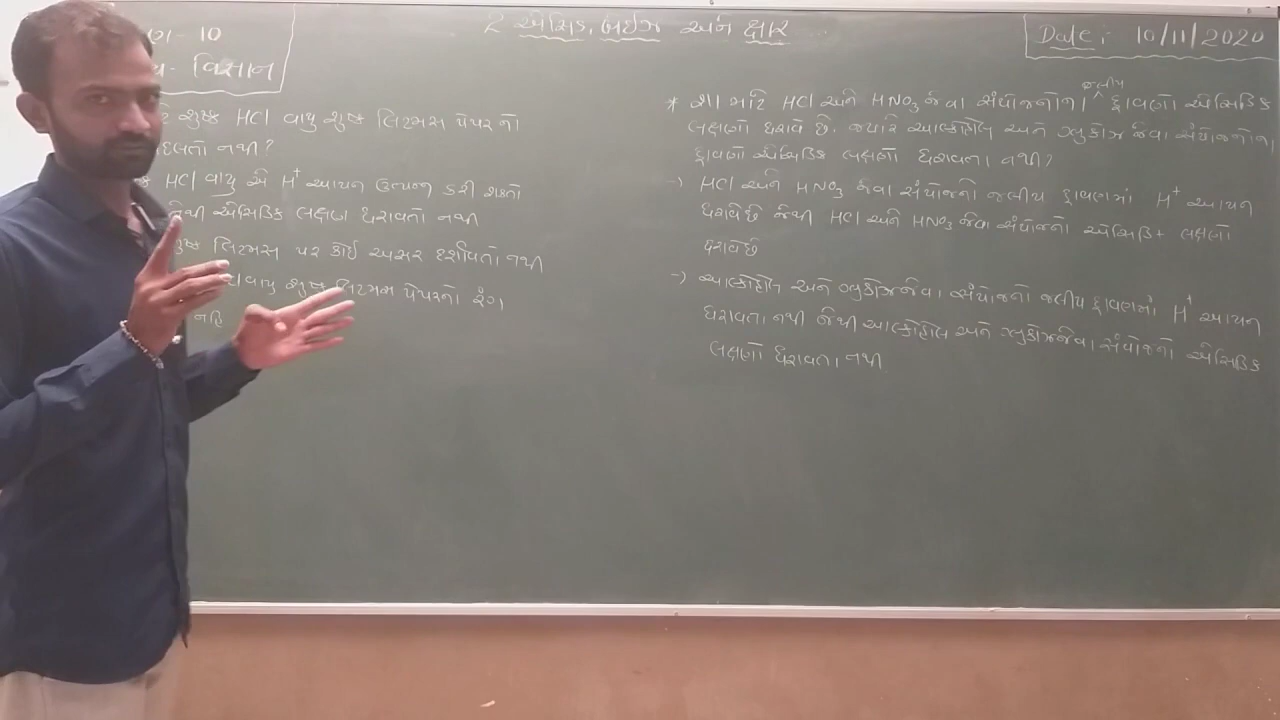 - 10
- વિજ્ઞાન
2 એસિડ, બેઇઝ અને ક્ષાર
Date: 10/11/2020
શુષ્ક HCl વાયુ શુષ્ક લિટમસ પેપરનો
નથી?
HCl વાયુ એ H⁺ આયન ઉત્પન્ન કરી શકતો
એસિડિક લક્ષણ ધરાવતો નથી
લિટમસ પર કોઈ અસર દર્શાવતો નથી
શુષ્ક લિટમસ પેપરનો રંગ
નહિ
* શા માટે HCl અને HNO₃ જેવા સંયોજનોના જલીય દ્રાવણો એસિડિક
લક્ષણો ધરાવે છે. જ્યારે આલ્કોહોલ અને ગ્લુકોઝ જેવા સંયોજનોના
દ્રાવણો એસિડિક લક્ષણો ધરાવતા નથી?
→ HCl અને HNO₃ જેવા સંયોજનો જલીય દ્રાવણમાં H⁺ આયન
ધરાવે છે જેથી HCl અને HNO₃ જેવા સંયોજનો એસિડિક લક્ષણો
ધરાવે છે
→ આલ્કોહોલ અને ગ્લુકોઝ જેવા સંયોજનો જલીય દ્રાવણમાં H⁺ આયન
ધરાવતા નથી જેથી આલ્કોહોલ અને ગ્લુકોઝ જેવા સંયોજનો એસિડિક
લક્ષણો ધરાવતા નથી